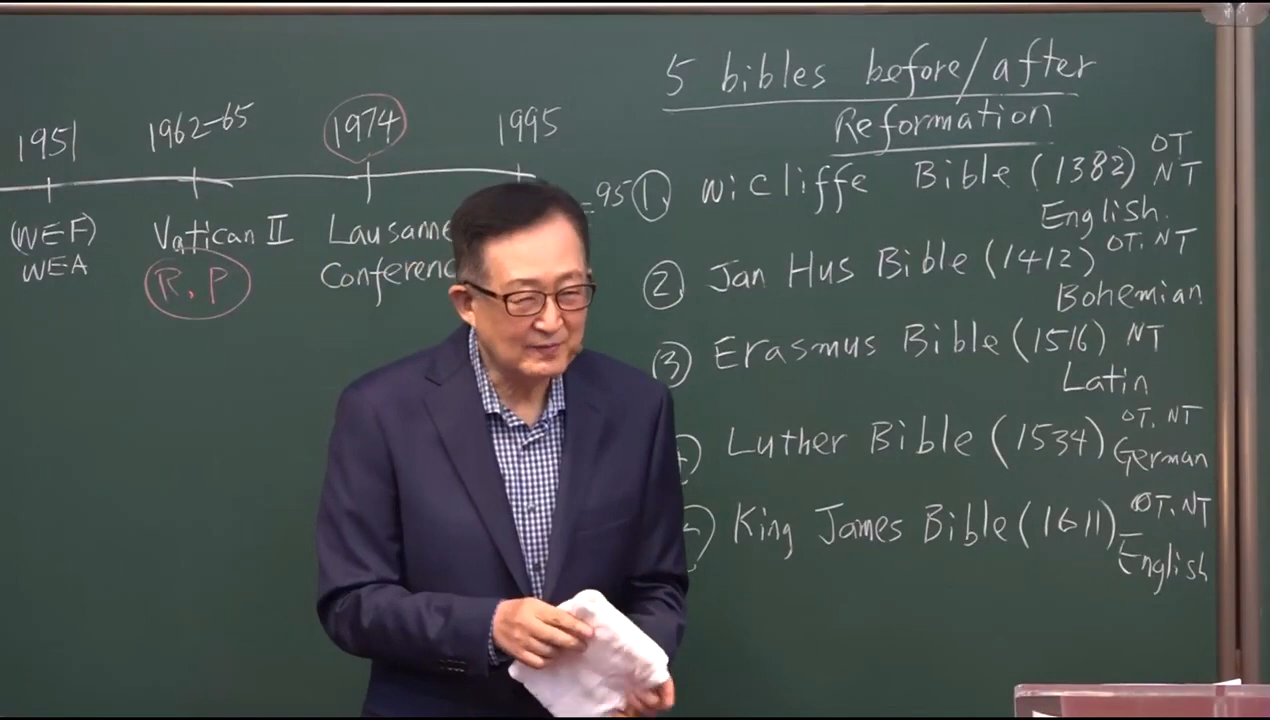 1951
1962-65
1974
1995
(WEF)
WEA
Vatican II
R.P
Lausanne
Conferenc
=95
5 bibles before/after
Reformation
① Wicliffe Bible (1382) OT
NT
English.
② Jan Hus Bible (1412) OT. NT
Bohemian
③ Erasmus Bible (1516) NT
Latin
4 Luther Bible (1534) OT, NT
German
5 King James Bible (1611) OT. NT
English